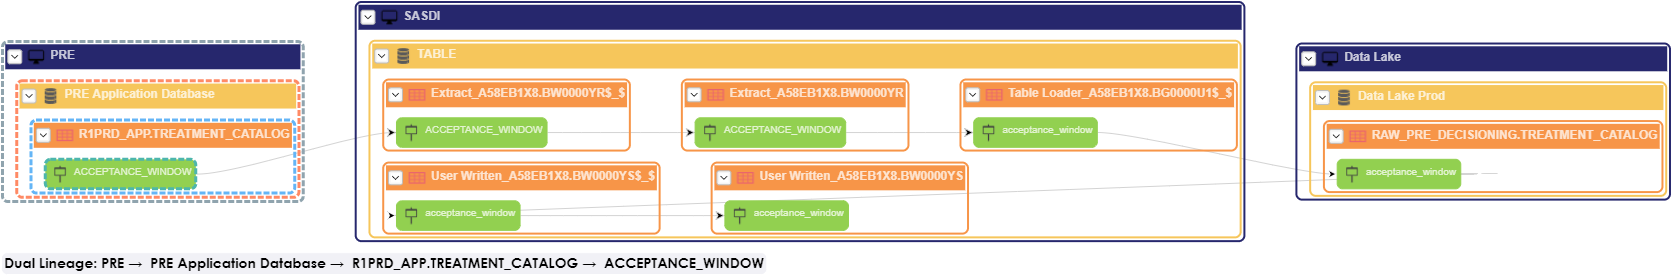 SASDI
PRE
Data Lake
TABLE
PRE Application Database
Data Lake Prod
Extract_A58EB1X8.BW0000YR$_$
Extract_A58EB1X8.BW0000YR
Table Loader_A58EB1X8.BG0000U1$_$
R1PRD_APP.TREATMENT_CATALOG
RAW_PRE_DECISIONING.TREATMENT_CATALOG
ACCEPTANCE_WINDOW
ACCEPTANCE_WINDOW
acceptance_window
ACCEPTANCE_WINDOW
acceptance_window
User Written_A58EB1X8.BW0000YS$_$
User Written_A58EB1X8.BW0000YS
acceptance_window
acceptance_window
Dual Lineage: PRE → PRE Application Database → R1PRD_APP.TREATMENT_CATALOG → ACCEPTANCE_WINDOW